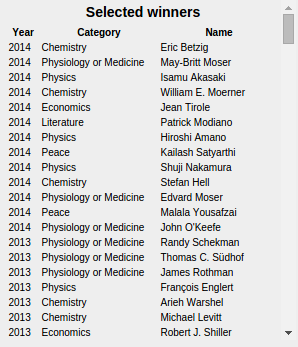 Selected winners
Year Category Name
2014 Chemistry Eric Betzig
2014 Physiology or Medicine May-Britt Moser
2014 Physics Isamu Akasaki
2014 Chemistry William E. Moerner
2014 Economics Jean Tirole
2014 Literature Patrick Modiano
2014 Physics Hiroshi Amano
2014 Peace Kailash Satyarthi
2014 Physics Shuji Nakamura
2014 Chemistry Stefan Hell
2014 Physiology or Medicine Edvard Moser
2014 Peace Malala Yousafzai
2014 Physiology or Medicine John O'Keefe
2013 Physiology or Medicine Randy Schekman
2013 Physiology or Medicine Thomas C. Südhof
2013 Physiology or Medicine James Rothman
2013 Physics François Englert
2013 Chemistry Arieh Warshel
2013 Chemistry Michael Levitt
2013 Economics Robert J. Shiller